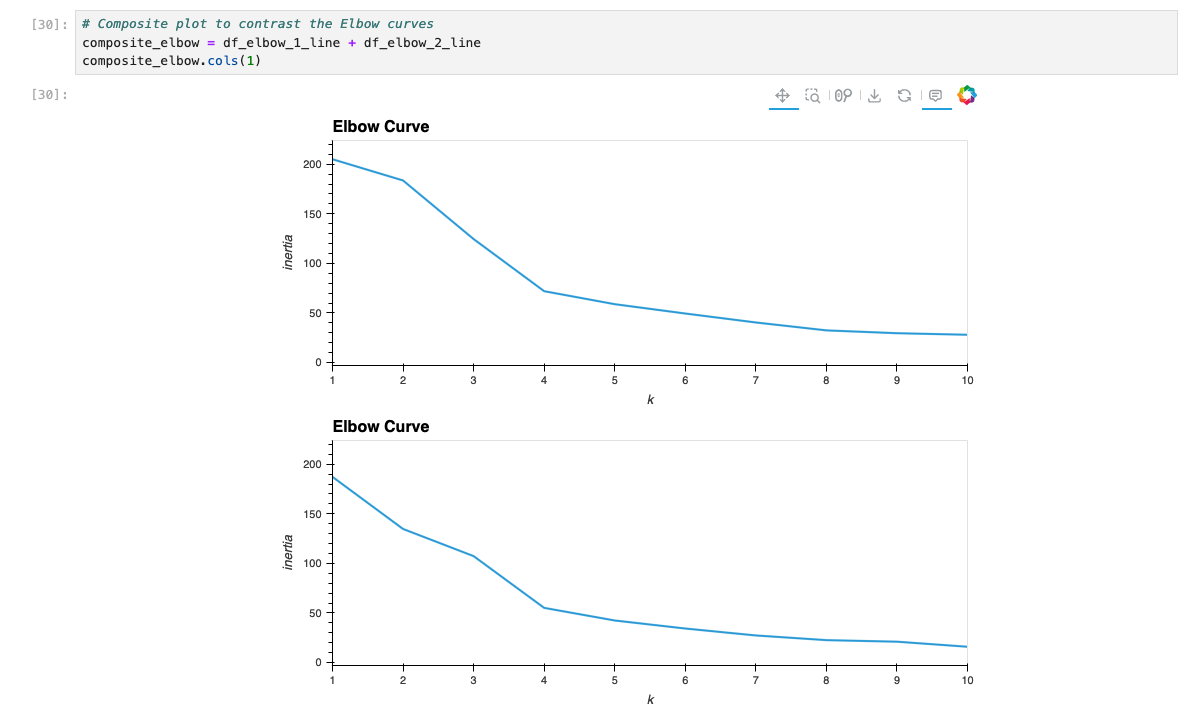 [30]: # Composite plot to contrast the Elbow curves
composite_elbow = df_elbow_1_line + df_elbow_2_line
composite_elbow.cols(1)
[30]:
Elbow Curve
200
150
100
50
0
inertia
1 2 3 4 5 6 7 8 9 10
k
Elbow Curve
200
150
100
50
0
inertia
1 2 3 4 5 6 7 8 9 10
k